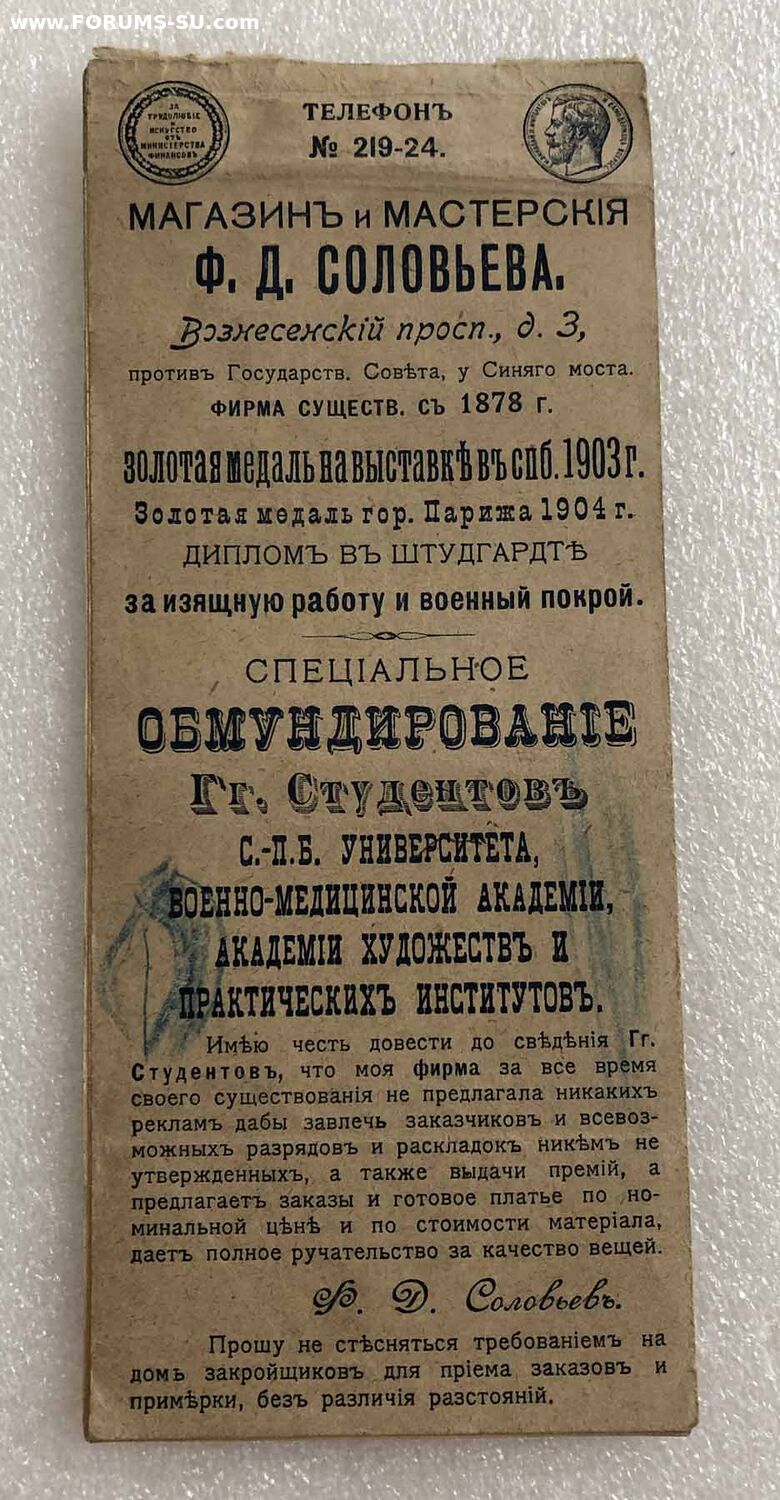 www.FORUMS-SU.com
ЗА
ТРУДОЛЮБІЕ
И
ИСКУССТВО
ОТЪ
МИНИСТЕРСТВА
ФИНАНСОВЪ
ТЕЛЕФОНЪ
№ 219-24.
МАГАЗИНЪ и МАСТЕРСКІЯ
Ф. Д. СОЛОВЬЕВА.
Вознесенскій просп., д. 3,
противъ Государств. Совѣта, у Синяго моста.
ФИРМА СУЩЕСТВ. СЪ 1878 г.
ЗОЛОТАЯ МЕДАЛЬ НА ВЫСТАВКѢ ВЪ СПБ. 1903 г.
Золотая медаль гор. Парижа 1904 г.
ДИПЛОМЪ ВЪ ШТУДГАРДТѢ
за изящную работу и военный покрой.
СПЕЦІАЛЬНОЕ
ОБМУНДИРОВАНІЕ
Гг. Студентовъ
С.-П.Б. УНИВЕРСИТЕТА,
ВОЕННО-МЕДИЦИНСКОЙ АКАДЕМІИ,
АКАДЕМІИ ХУДОЖЕСТВЪ И
ПРАКТИЧЕСКИХЪ ИНСТИТУТОВЪ.
Имѣю честь довести до свѣдѣнія Гг.
Студентовъ, что моя фирма за все время
своего существованія не предлагала никакихъ
рекламъ дабы завлечь заказчиковъ и всевоз-
можныхъ разрядовъ и раскладокъ никѣмъ не
утвержденныхъ, а также выдачи премій, а
предлагаетъ заказы и готовое платье по но-
минальной цѣнѣ и по стоимости матеріала,
даетъ полное ручательство за качество вещей.
Ф. Д. Соловьевъ.
Прошу не стѣсняться требованіемъ на
домъ закройщиковъ для пріема заказовъ и
примѣрки, безъ различія разстояній.